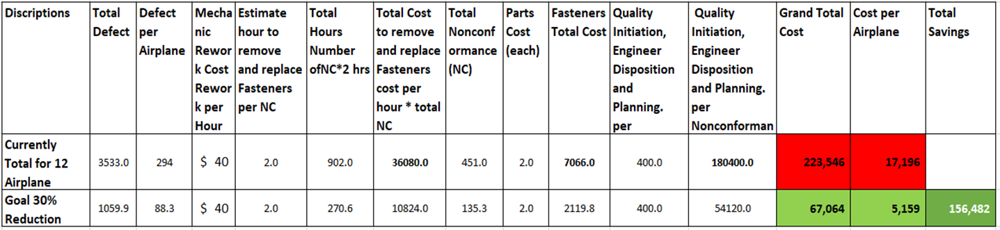 Discriptions
Total
Defect
Defect
per
Airplane
Mecha
nic
Rewor
k Cost
Rewor
k per
Hour
Estimate
hour to
remove
and replace
Fasteners
per NC
Total
Hours
Number
ofNC*2 hrs
Total Cost
to remove
and replace
Fasteners
cost per
hour * total
NC
Total
Nonconf
ormance
(NC)
Parts
Cost
(each)
Fasteners
Total Cost
Quality
Initiation,
Engineer
Disposition
and
Planning.
per
Quality
Initiation,
Engineer
Disposition
and Planning.
per
Nonconforman
Grand Total
Cost
Cost per
Airplane
Total
Savings
Currently
Total for 12
Airplane
3533.0
294
$ 40
2.0
902.0
36080.0
451.0
2.0
7066.0
400.0
180400.0
223,546
17,196
Goal 30%
Reduction
1059.9
88.3
$ 40
2.0
270.6
10824.0
135.3
2.0
2119.8
400.0
54120.0
67,064
5,159
156,482